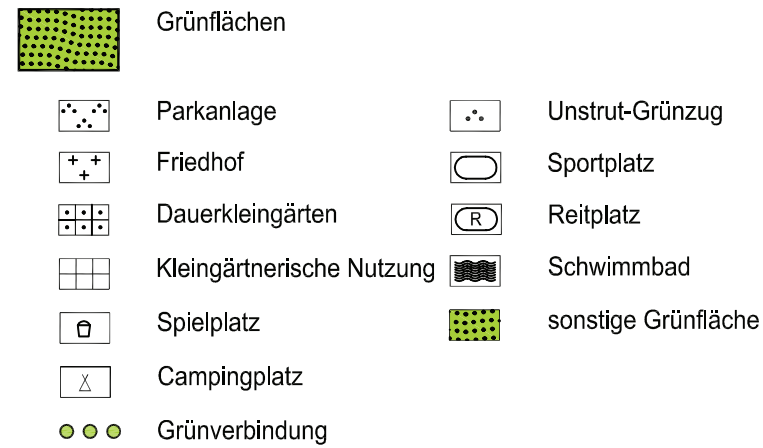 Grünflächen
Parkanlage
Friedhof
Dauerkleingärten
Kleingärtnerische Nutzung
Spielplatz
Campingplatz
Grünverbindung
Unstrut-Grünzug
Sportplatz
R Reitplatz
Schwimmbad
sonstige Grünfläche